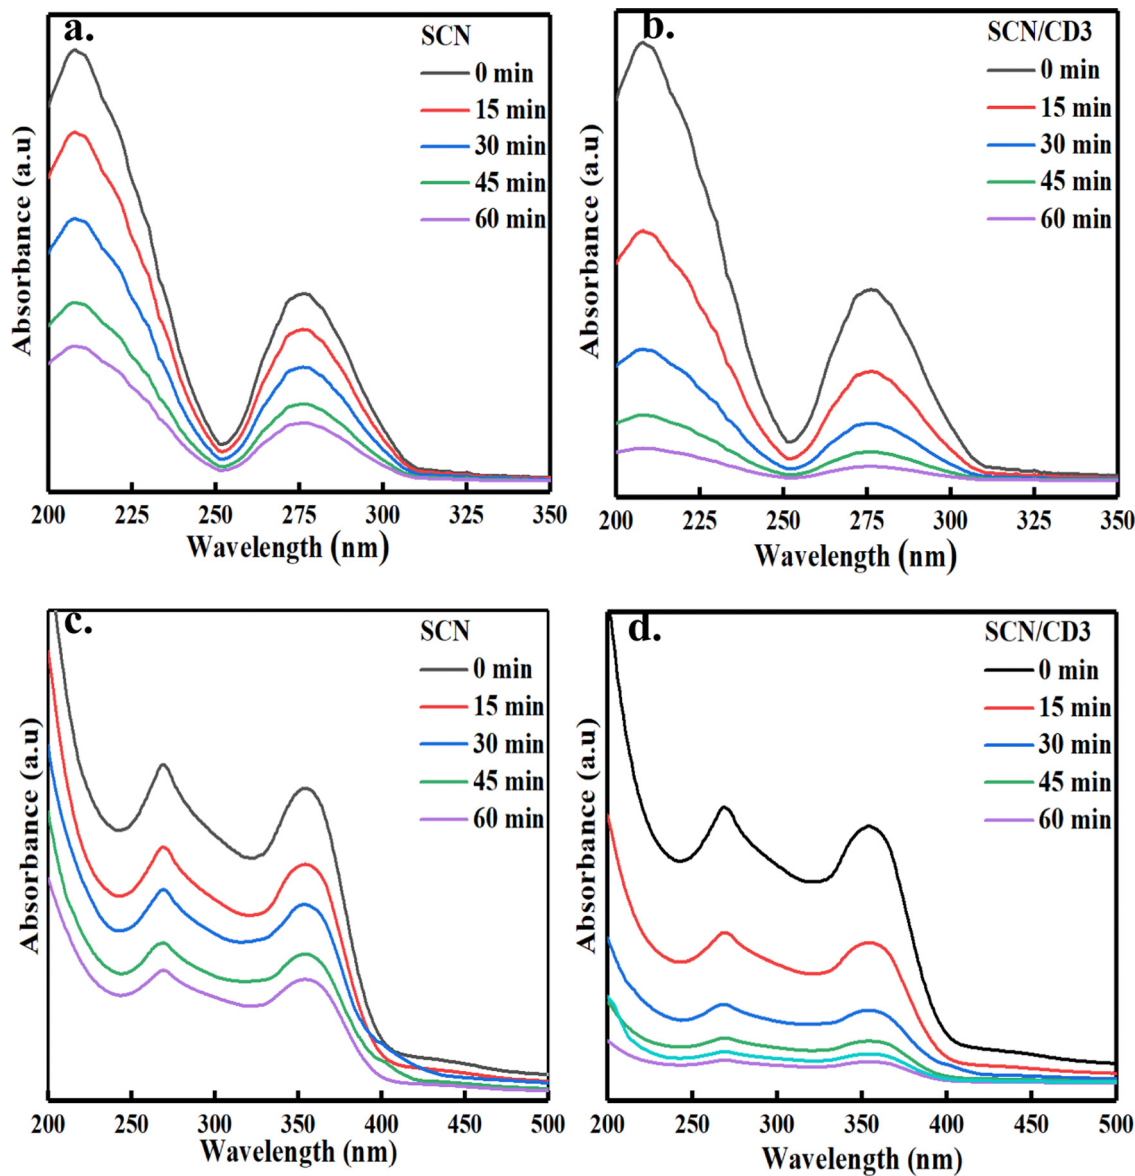 a.
SCN
0 min
15 min
30 min
45 min
60 min
Absorbance (a.u)
200 225 250 275 300 325 350
Wavelength (nm)
b.
SCN/CD3
0 min
15 min
30 min
45 min
60 min
Absorbance (a.u)
200 225 250 275 300 325 350
Wavelength (nm)
c.
SCN
0 min
15 min
30 min
45 min
60 min
Absorbance (a.u)
200 250 300 350 400 450 500
Wavelength (nm)
d.
SCN/CD3
0 min
15 min
30 min
45 min
60 min
Absorbance (a.u)
200 250 300 350 400 450 500
Wavelength (nm)